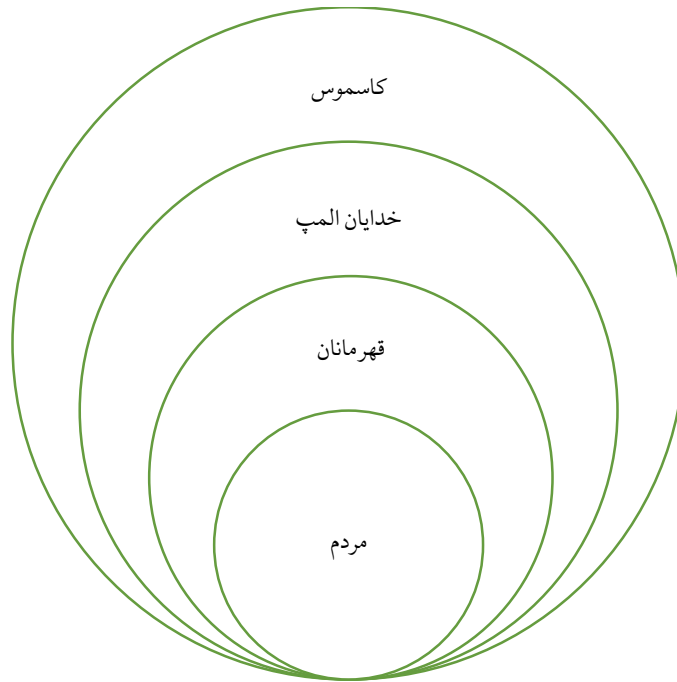 کاسموس
خدایان المپ
قهرمانان
مردم